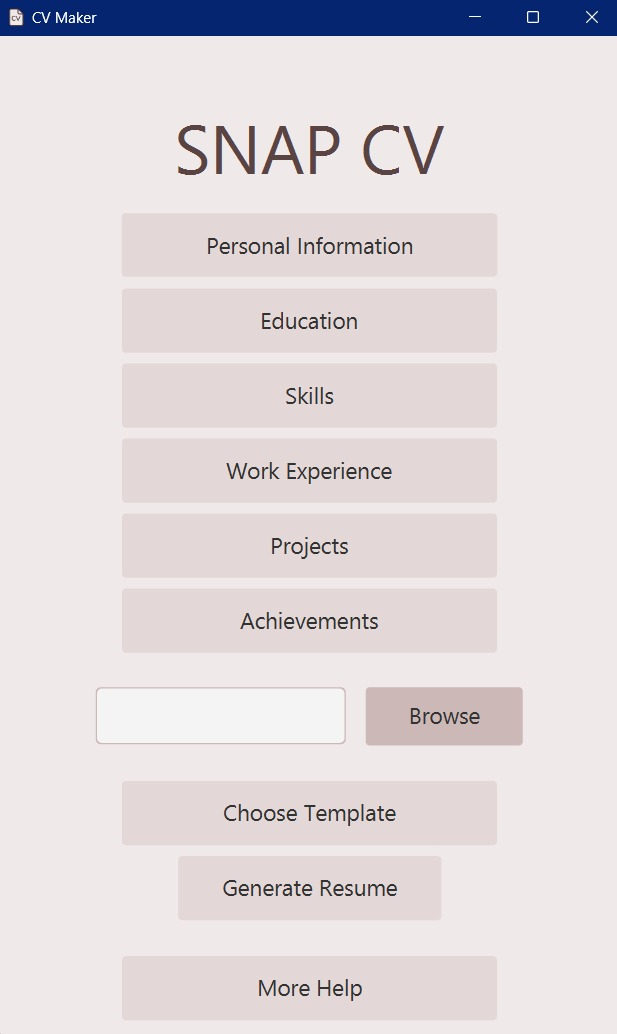 CV
CV Maker
SNAP CV
Personal Information
Education
Skills
Work Experience
Projects
Achievements
Browse
Choose Template
Generate Resume
More Help